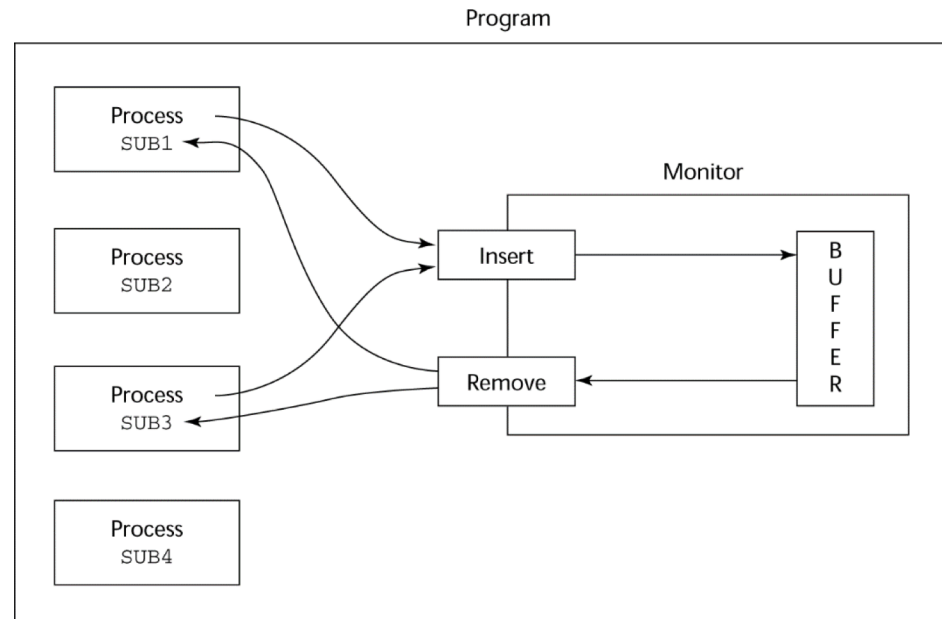 Program
Process
SUB1
Monitor
Process
SUB2
Insert
B
U
F
F
E
R
Process
SUB3
Remove
Process
SUB4